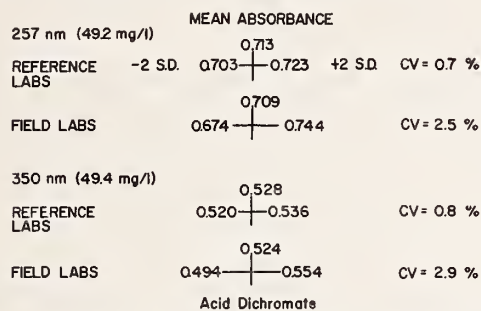 MEAN ABSORBANCE
257 nm (49.2 mg/l)
0.713
REFERENCE LABS -2 S.D. 0.703 0.723 +2 S.D. CV = 0.7 %
0.709
FIELD LABS 0.674 0.744 CV = 2.5 %
350 nm (49.4 mg/l)
0.528
REFERENCE LABS 0.520 0.536 CV = 0.8 %
0.524
FIELD LABS 0.494 0.554 CV = 2.9 %
Acid Dichromate